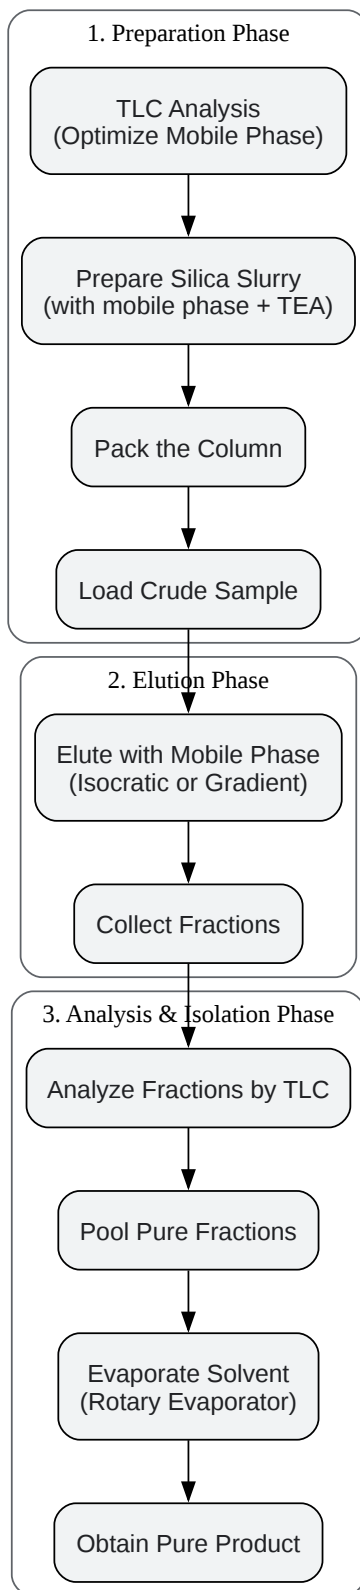 1. Preparation Phase
TLC Analysis
(Optimize Mobile Phase)
Prepare Silica Slurry
(with mobile phase + TEA)
Pack the Column
Load Crude Sample
2. Elution Phase
Elute with Mobile Phase
(Isocratic or Gradient)
Collect Fractions
3. Analysis & Isolation Phase
Analyze Fractions by TLC
Pool Pure Fractions
Evaporate Solvent
(Rotary Evaporator)
Obtain Pure Product